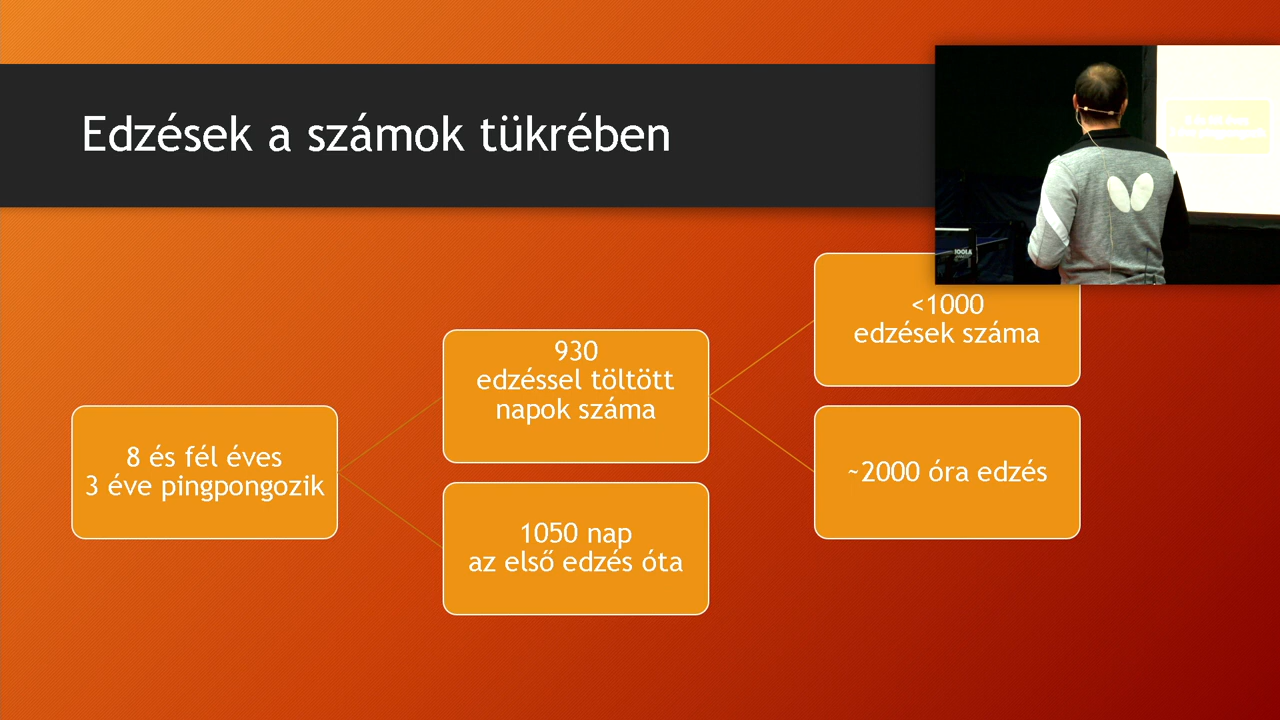 Edzések a számok tükrében
8 és fél éves
3 éve pingpongozik
930
edzéssel töltött
napok száma
1050 nap
az első edzés óta
<1000
edzések száma
~2000 óra edzés
JOOLA